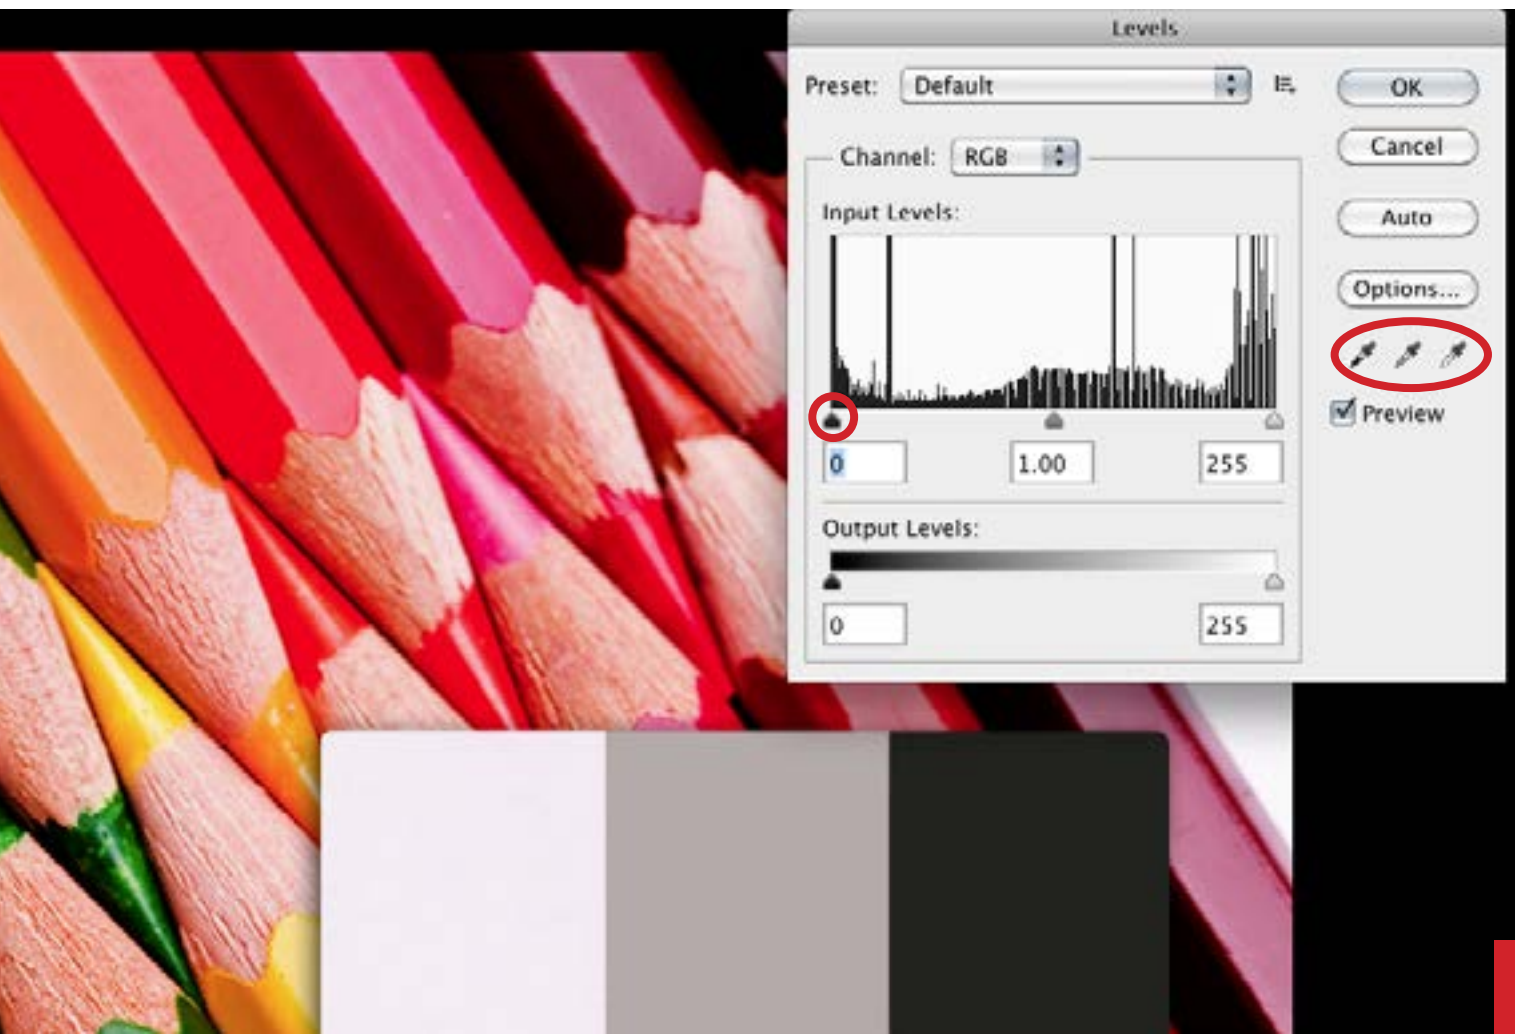 Levels
Preset: Default
OK
Cancel
Channel: RGB
Auto
Input Levels:
Options...
Preview
0 1.00 255
Output Levels:
0 255